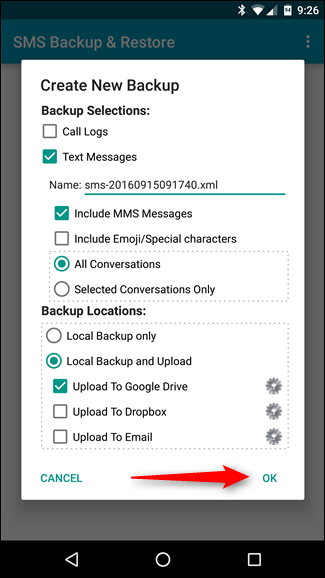 9:26
SMS Backup & Restore
Create New Backup
Backup Selections:
Call Logs
Text Messages
Name: sms-20160915091740.xml
Include MMS Messages
Include Emoji/Special characters
All Conversations
Selected Conversations Only
Backup Locations:
Local Backup only
Local Backup and Upload
Upload To Google Drive
Upload To Dropbox
Upload To Email
CANCEL OK